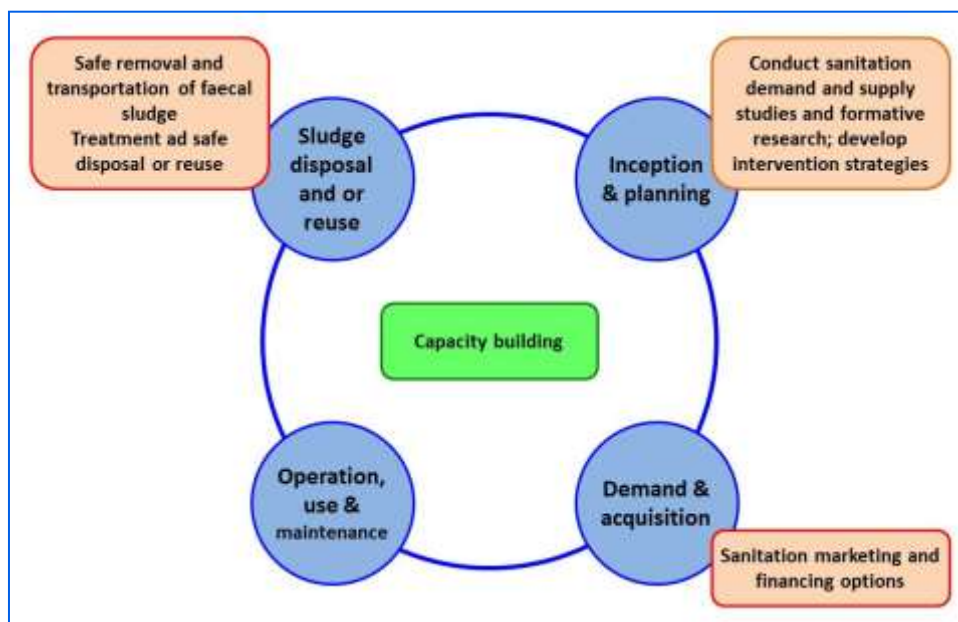 Safe removal and
transportation of faecal
sludge
Treatment ad safe
disposal or reuse
Sludge
disposal
and or
reuse
Conduct sanitation
demand and supply
studies and formative
research; develop
intervention strategies
Inception
& planning
Capacity building
Operation,
use &
maintenance
Demand &
acquisition
Sanitation marketing and
financing options